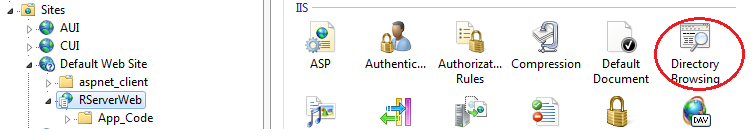 Sites
AUI
CUI
Default Web Site
aspnet_client
RServerWeb
App_Code
IIS
ASP
Authentic...
Authorizat...
Rules
Compression
Default
Document
Directory
Browsing
DAV